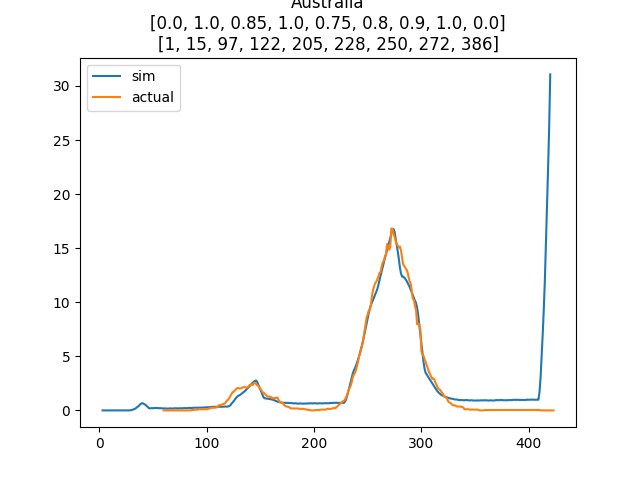 Australia
[0.0, 1.0, 0.85, 1.0, 0.75, 0.8, 0.9, 1.0, 0.0]
[1, 15, 97, 122, 205, 228, 250, 272, 386]
sim
actual
30
25
20
15
10
5
0
0 100 200 300 400